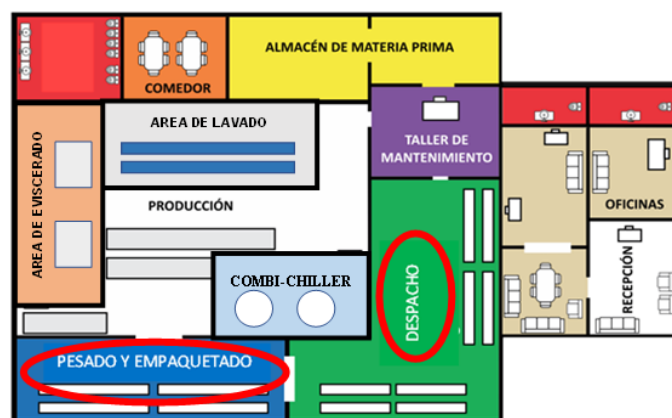 ALMACÉN DE MATERIA PRIMA
COMEDOR
AREA DE LAVADO
TALLER DE
MANTENIMIENTO
AREA DE EVISCERADO
PRODUCCIÓN
OFICINAS
COMBI-CHILLER
DESPACHO
RECEPCIÓN
PESADO Y EMPAQUETADO